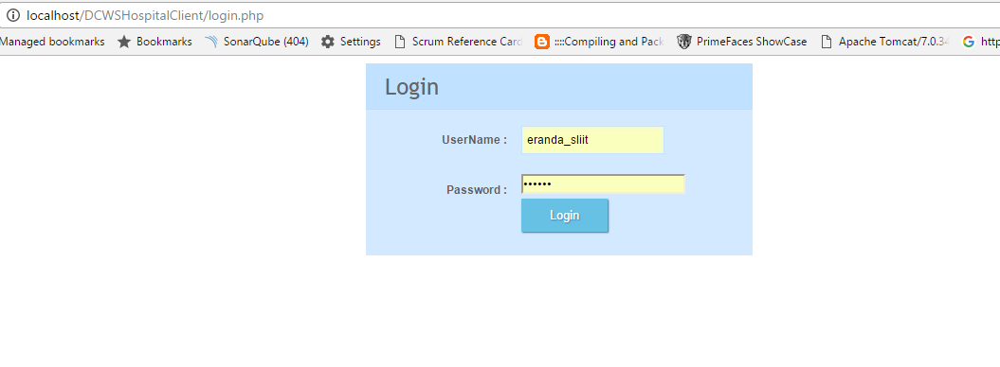 localhost/DCWSHospitalClient/login.php
Managed bookmarks Bookmarks SonarQube (404) Settings Scrum Reference Card ::::Compiling and Pack PrimeFaces ShowCase Apache Tomcat/7.0.34 http
Login
UserName : eranda_sliit
Password : ••••••
Login